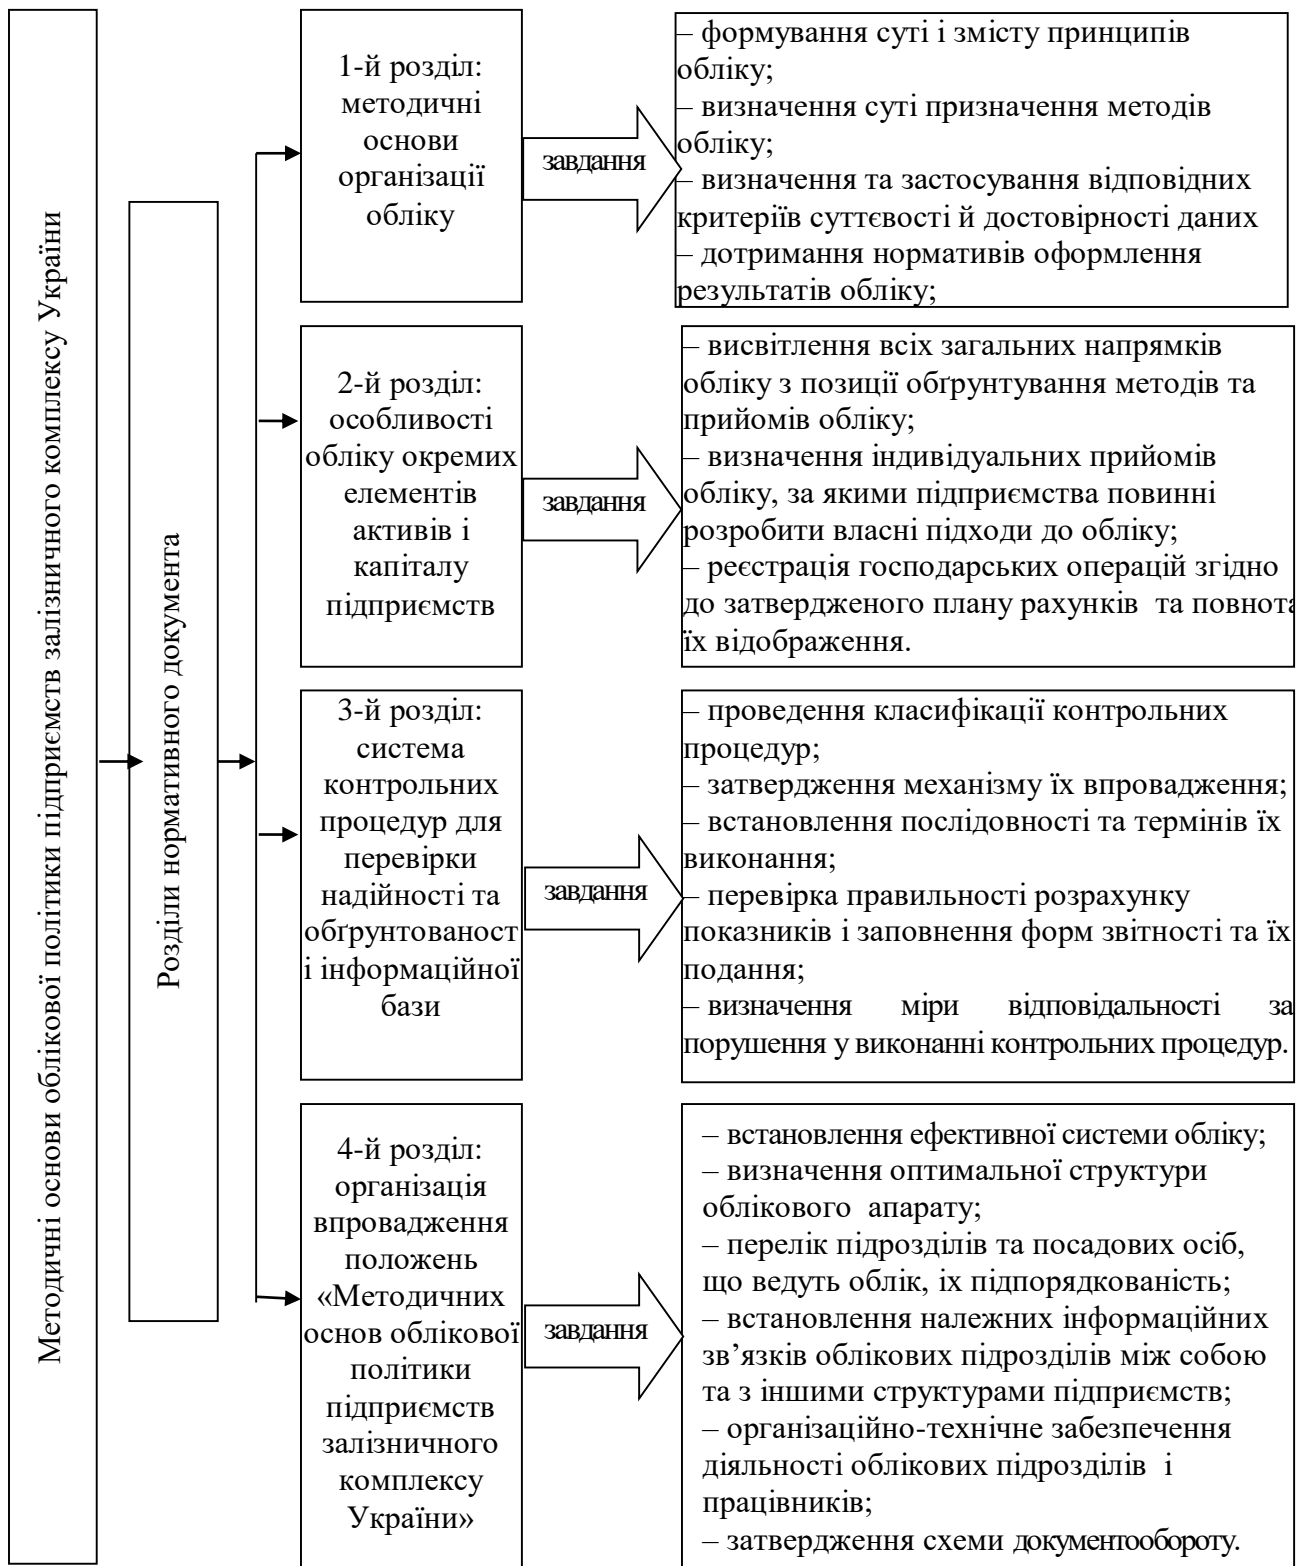 Методичні основи облікової політики підприємств залізничного комплексу України
Розділи нормативного документа
1-й розділ:
методичні
основи
організації
обліку
завдання
– формування суті і змісту принципів
обліку;
– визначення суті призначення методів
обліку;
– визначення та застосування відповідних
критеріїв суттєвості й достовірності даних
– дотримання нормативів оформлення
результатів обліку;
2-й розділ:
особливості
обліку окремих
елементів
активів і
капіталу
підприємств
завдання
– висвітлення всіх загальних напрямків
обліку з позиції обґрунтування методів та
прийомів обліку;
– визначення індивідуальних прийомів
обліку, за якими підприємства повинні
розробити власні підходи до обліку;
– реєстрація господарських операцій згідно
до затвердженого плану рахунків та повнота
їх відображення.
3-й розділ:
система
контрольних
процедур для
перевірки
надійності та
обґрунтованост
і інформаційної
бази
завдання
– проведення класифікації контрольних
процедур;
– затвердження механізму їх впровадження;
– встановлення послідовності та термінів їх
виконання;
– перевірка правильності розрахунку
показників і заповнення форм звітності та їх
подання;
– визначення міри відповідальності за
порушення у виконанні контрольних процедур.
4-й розділ:
організація
впровадження
положень
«Методичних
основ облікової
політики
підприємств
залізничного
комплексу
України»
завдання
– встановлення ефективної системи обліку;
– визначення оптимальної структури
облікового апарату;
– перелік підрозділів та посадових осіб,
що ведуть облік, іх підпорядкованість;
– встановлення належних інформаційних
зв’язків облікових підрозділів між собою
та з іншими структурами підприємств;
– організаційно-технічне забезпечення
діяльності облікових підрозділів і
працівників;
– затвердження схеми документообороту.